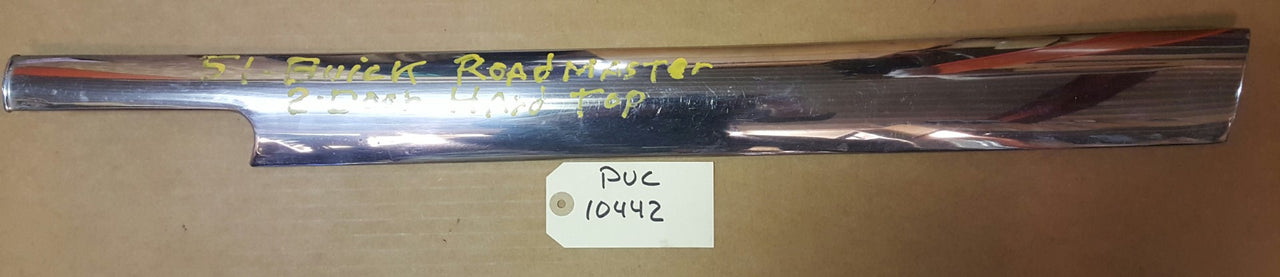 51 Buick RoadMaster
2-Door Hard Top
PUC
10442